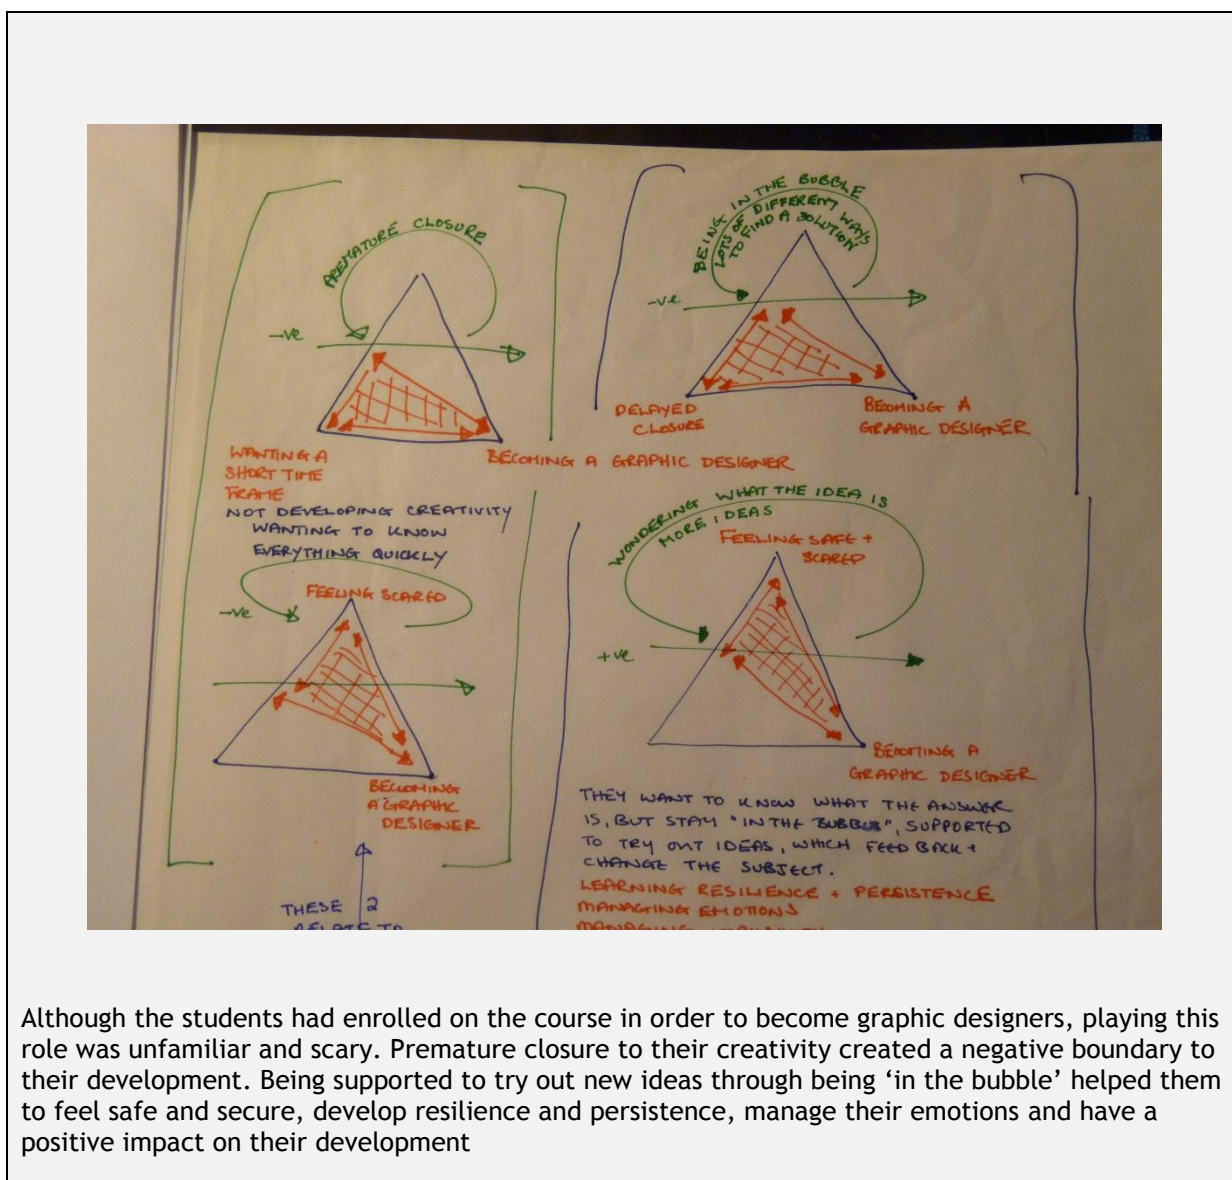 PREMATURE CLOSURE
-ve
WANTING A
SHORT TIME
FRAME
BECOMING A GRAPHIC DESIGNER
NOT DEVELOPING CREATIVITY
WANTING TO KNOW
EVERYTHING QUICKLY
-ve
FEELING SCARED
BECOMING
A GRAPHIC
DESIGNER
THESE 2
RELATE TO
BEING IN THE BUBBLE
LOTS OF DIFFERENT WAYS
TO FIND A SOLUTION
-ve
DELAYED
CLOSURE
BECOMING A
GRAPHIC DESIGNER
WONDERING WHAT THE IDEA IS
MORE IDEAS
FEELING SAFE +
SCARED
+ve
BECOMING A
GRAPHIC DESIGNER
THEY WANT TO KNOW WHAT THE ANSWER
IS, BUT STAY "IN THE BUBBLE", SUPPORTED
TO TRY OUT IDEAS, WHICH FEED BACK +
CHANGE THE SUBJECT.
LEARNING RESILIENCE + PERSISTENCE
MANAGING EMOTIONS
MANAGING
Although the students had enrolled on the course in order to become graphic designers, playing this
role was unfamiliar and scary. Premature closure to their creativity created a negative boundary to
their development. Being supported to try out new ideas through being ‘in the bubble’ helped them
to feel safe and secure, develop resilience and persistence, manage their emotions and have a
positive impact on their development